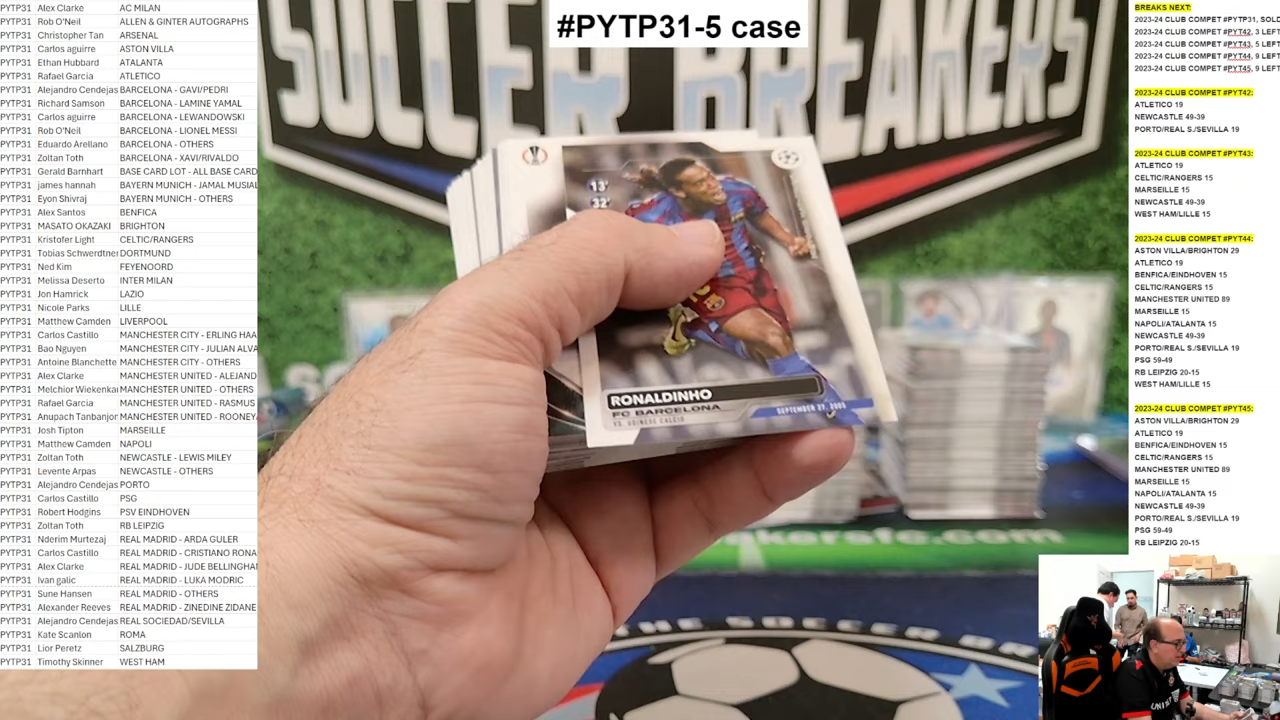 #PYTP31-5 case
PYTP31 Alex Clarke AC MILAN
PYTP31 Rob O'Neil ALLEN & GINTER AUTOGRAPHS
PYTP31 Christopher Tan ARSENAL
PYTP31 Carlos aguirre ASTON VILLA
PYTP31 Ethan Hubbard ATALANTA
PYTP31 Rafael Garcia ATLETICO
PYTP31 Alejandro Cendejas BARCELONA - GAVI/PEDRI
PYTP31 Richard Samson BARCELONA - LAMINE YAMAL
PYTP31 Carlos aguirre BARCELONA - LEWANDOWSKI
PYTP31 Rob O'Neil BARCELONA - LIONEL MESSI
PYTP31 Eduardo Arellano BARCELONA - OTHERS
PYTP31 Zoltan Toth BARCELONA - XAVI/RIVALDO
PYTP31 Gerald Barnhart BASE CARD LOT - ALL BASE CARD
PYTP31 james hannah BAYERN MUNICH - JAMAL MUSIAL
PYTP31 Eyon Shivraj BAYERN MUNICH - OTHERS
PYTP31 Alex Santos BENFICA
PYTP31 MASATO OKAZAKI BRIGHTON
PYTP31 Kristofer Light CELTIC/RANGERS
PYTP31 Tobias Schwerdtner DORTMUND
PYTP31 Ned Kim FEYENOORD
PYTP31 Melissa Deserto INTER MILAN
PYTP31 Jon Hamrick LAZIO
PYTP31 Nicole Parks LILLE
PYTP31 Matthew Camden LIVERPOOL
PYTP31 Carlos Castillo MANCHESTER CITY - ERLING HAA
PYTP31 Bao Nguyen MANCHESTER CITY - JULIAN ALVA
PYTP31 Antoine Blanchette MANCHESTER CITY - OTHERS
PYTP31 Alex Clarke MANCHESTER UNITED - ALEJAND
PYTP31 Melchior Wiekenkar MANCHESTER UNITED - OTHERS
PYTP31 Rafael Garcia MANCHESTER UNITED - RASMUS
PYTP31 Anupach Tanbanjor MANCHESTER UNITED - ROONEY
PYTP31 Josh Tipton MARSEILLE
PYTP31 Matthew Camden NAPOLI
PYTP31 Zoltan Toth NEWCASTLE - LEWIS MILEY
PYTP31 Levente Arpas NEWCASTLE - OTHERS
PYTP31 Alejandro Cendejas PORTO
PYTP31 Carlos Castillo PSG
PYTP31 Robert Hodgins PSV EINDHOVEN
PYTP31 Zoltan Toth RB LEIPZIG
PYTP31 Nderim Murtezaj REAL MADRID - ARDA GULER
PYTP31 Carlos Castillo REAL MADRID - CRISTIANO RONA
PYTP31 Alex Clarke REAL MADRID - JUDE BELLINGHA
PYTP31 Ivan galic REAL MADRID - LUKA MODRIC
PYTP31 Sune Hansen REAL MADRID - OTHERS
PYTP31 Alexander Reeves REAL MADRID - ZINEDINE ZIDANE
PYTP31 Alejandro Cendejas REAL SOCIEDAD/SEVILLA
PYTP31 Kate Scanlon ROMA
PYTP31 Lior Peretz SALZBURG
PYTP31 Timothy Skinner WEST HAM
SOCCER BREAKERS
13'
32'
RONALDINHO
FC BARCELONA
VS. UDINESE CALCIO
SEPTEMBER 27, 2005
akersfc.com
THE SOCCER BR
BREAKS NEXT:
2023-24 CLUB COMPET #PYTP31, SOLD
2023-24 CLUB COMPET #PYT42, 3 LEFT
2023-24 CLUB COMPET #PYT43, 5 LEFT
2023-24 CLUB COMPET #PYT44, 9 LEFT
2023-24 CLUB COMPET #PYT45, 9 LEFT
2023-24 CLUB COMPET #PYT42:
ATLETICO 19
NEWCASTLE 49-39
PORTO/REAL S./SEVILLA 19
2023-24 CLUB COMPET #PYT43:
ATLETICO 19
CELTIC/RANGERS 15
MARSEILLE 15
NEWCASTLE 49-39
WEST HAM/LILLE 15
2023-24 CLUB COMPET #PYT44:
ASTON VILLA/BRIGHTON 29
ATLETICO 19
BENFICA/EINDHOVEN 15
CELTIC/RANGERS 15
MANCHESTER UNITED 89
MARSEILLE 15
NAPOLI/ATALANTA 15
NEWCASTLE 49-39
PORTO/REAL S./SEVILLA 19
PSG 59-49
RB LEIPZIG 20-15
WEST HAM/LILLE 15
2023-24 CLUB COMPET #PYT45:
ASTON VILLA/BRIGHTON 29
ATLETICO 19
BENFICA/EINDHOVEN 15
CELTIC/RANGERS 15
MANCHESTER UNITED 89
MARSEILLE 15
NAPOLI/ATALANTA 15
NEWCASTLE 49-39
PORTO/REAL S./SEVILLA 19
PSG 59-49
RB LEIPZIG 20-15